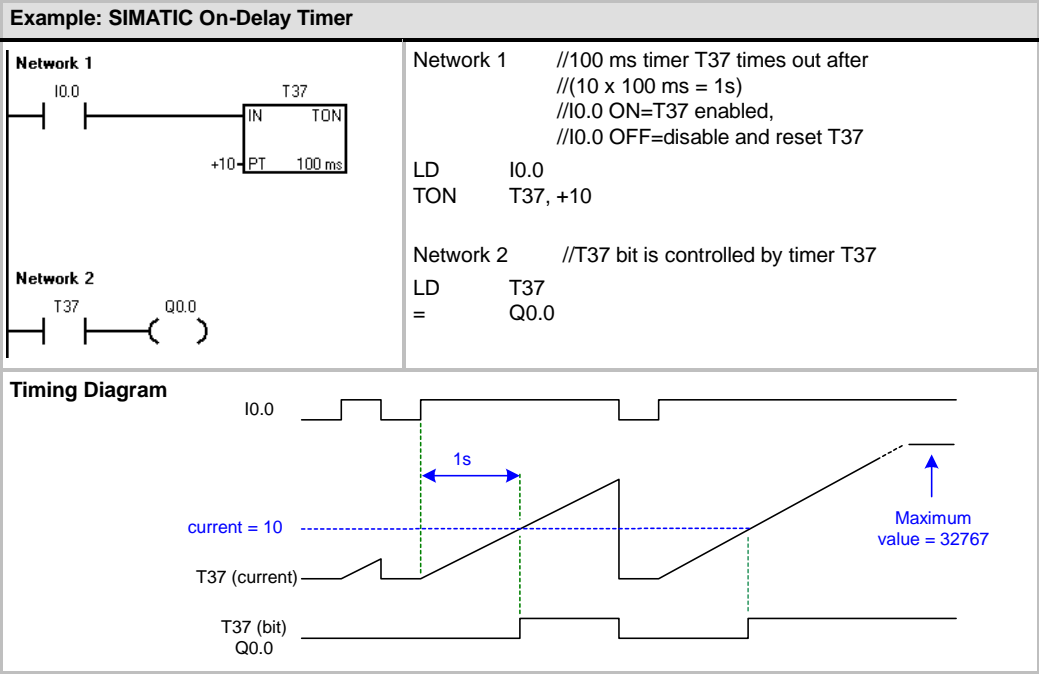 Example: SIMATIC On-Delay Timer
Network 1
I0.0
T37
IN TON
+10 PT 100 ms
Network 2
T37 Q0.0
Network 1 //100 ms timer T37 times out after
//(10 x 100 ms = 1s)
//I0.0 ON=T37 enabled,
//I0.0 OFF=disable and reset T37
LD I0.0
TON T37, +10
Network 2 //T37 bit is controlled by timer T37
LD T37
= Q0.0
Timing Diagram
I0.0
1s
current = 10
Maximum
value = 32767
T37 (current)
T37 (bit)
Q0.0